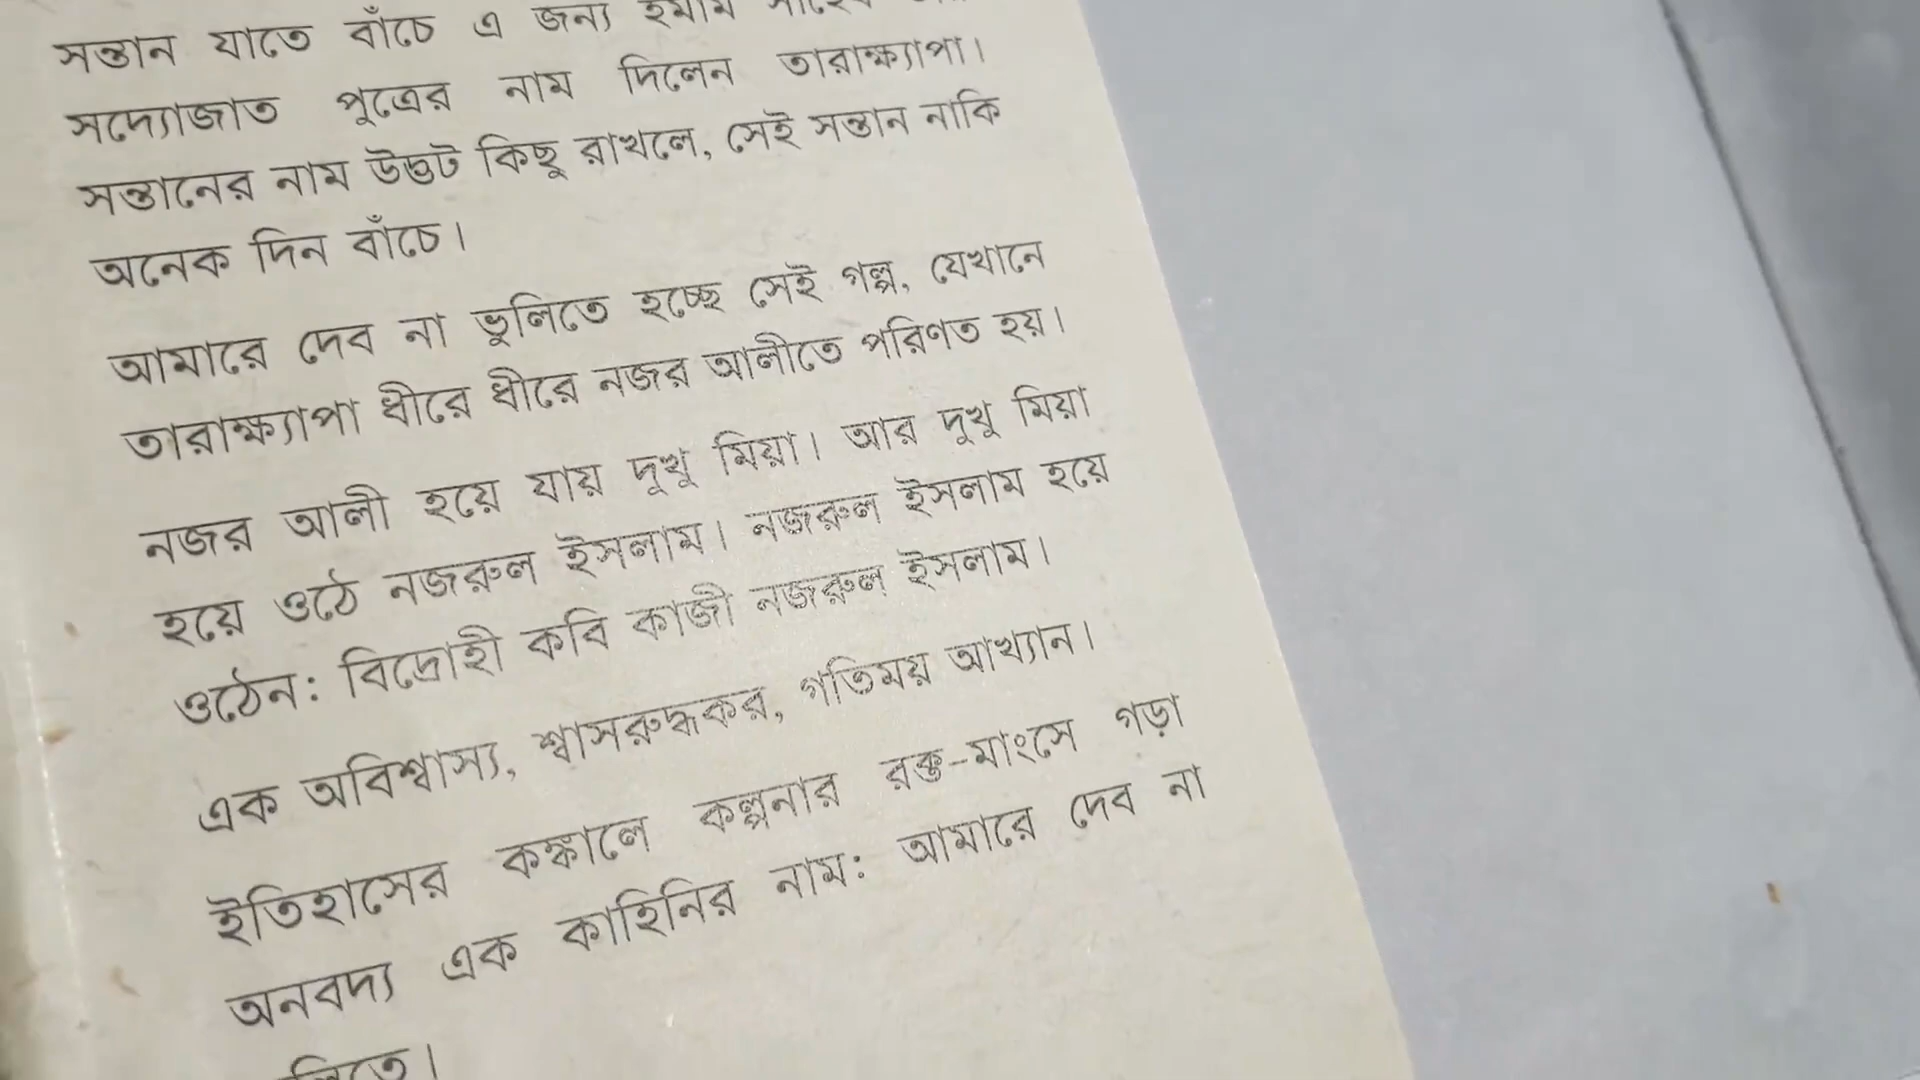 সন্তান যাতে বাঁচে এ জন্য ইমাম সাহেব
সদ্যোজাত পুত্রের নাম দিলেন তারাক্ষ্যাপা।
সন্তানের নাম উদ্ভট কিছু রাখলে, সেই সন্তান নাকি
অনেক দিন বাঁচে।
আমারে দেব না ভুলিতে হচ্ছে সেই গল্প, যেখানে
তারাক্ষ্যাপা ধীরে ধীরে নজর আলীতে পরিণত হয়।
নজর আলী হয়ে যায় দুখু মিয়া। আর দুখু মিয়া
হয়ে ওঠে নজরুল ইসলাম। নজরুল ইসলাম হয়ে
ওঠেন: বিদ্রোহী কবি কাজী নজরুল ইসলাম।
এক অবিশ্বাস্য, শ্বাসরুদ্ধকর, গতিময় আখ্যান।
ইতিহাসের কঙ্কালে কল্পনার রক্ত-মাংসে গড়া
অনবদ্য এক কাহিনির নাম: আমারে দেব না